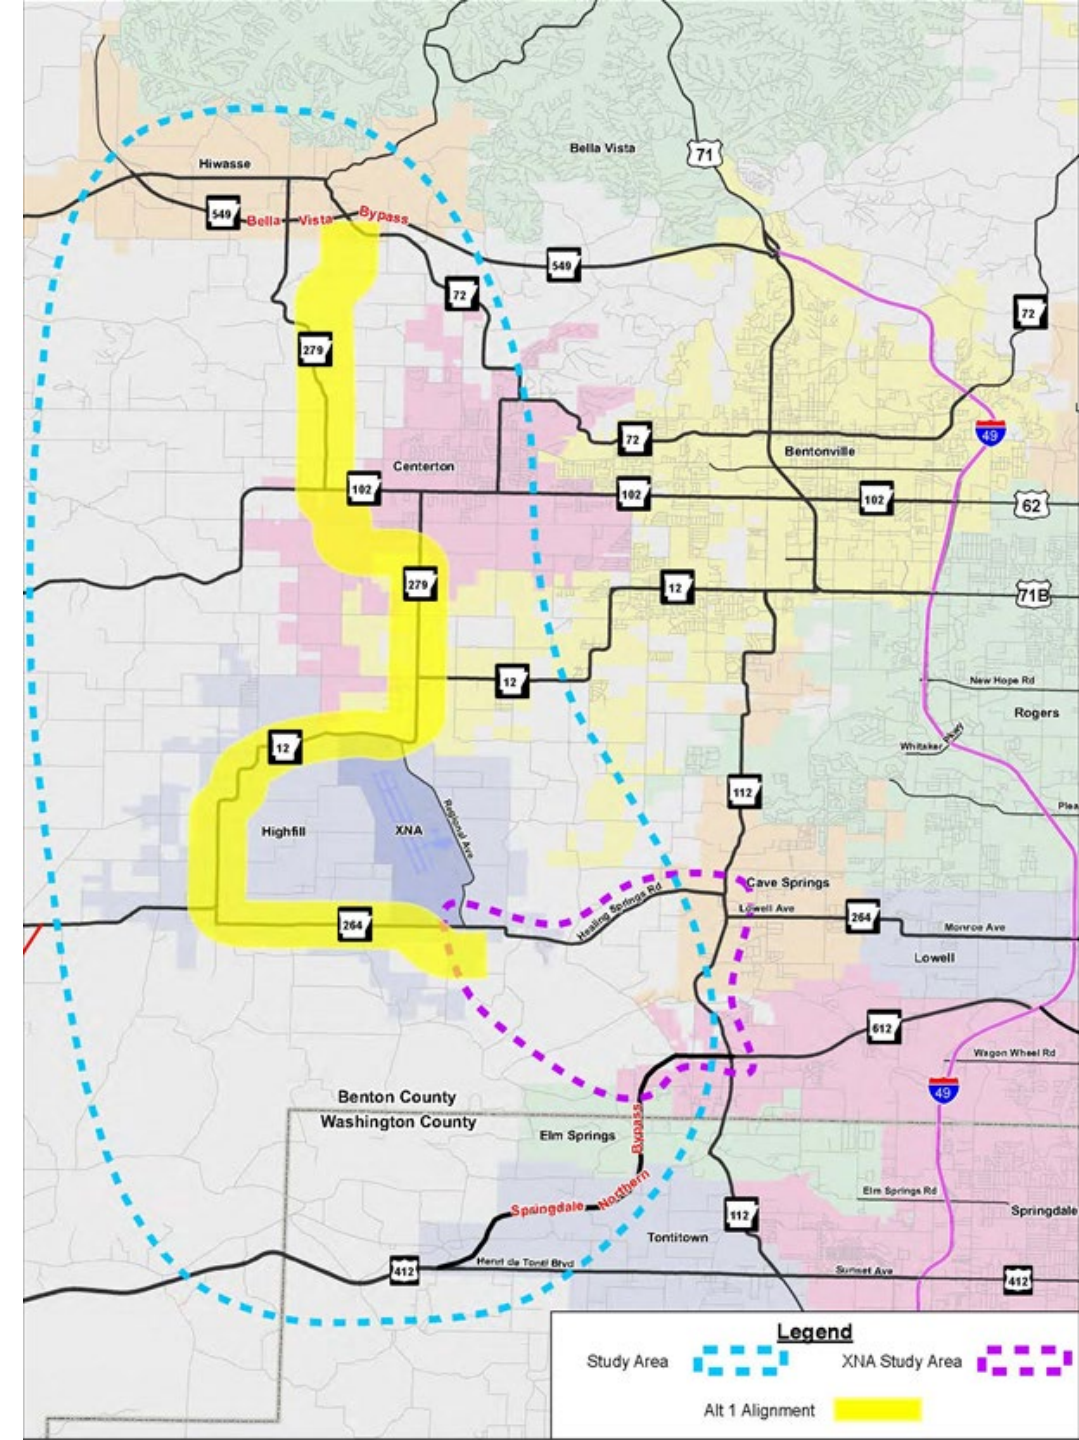 Bella Vista
71
Hiwasse
549
Bella Vista Bypass
549
72
72
279
49
72
Bentonville
Centerton
102
102
102
62
279
12
71B
12
New Hope Rd
Rogers
Whitaker Pkwy
12
112
Regional Ave
Highfill
XNA
Cave Springs
Healing Springs Rd
Lowell Ave
264
264
Monroe Ave
Lowell
612
Wagon Wheel Rd
49
Benton County
Washington County
Elm Springs
Springdale Northern Bypass
Elm Springs Rd
Springdale
112
Tontitown
412
Henri de Tonti Blvd
Sunset Ave
412
Legend
Study Area
XNA Study Area
Alt 1 Alignment